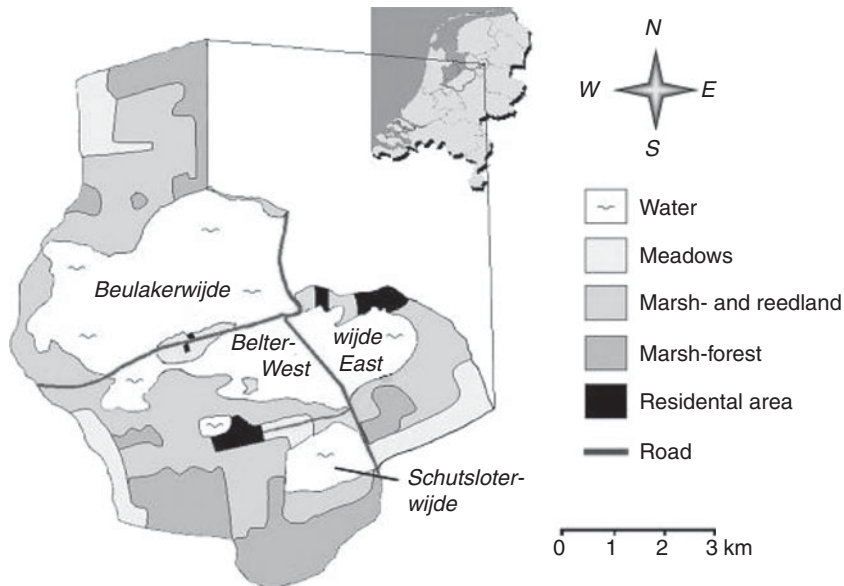 N
W E
S
Water
Meadows
Marsh- and reedland
Marsh-forest
Residental area
Road
0 1 2 3 km
Beulakerwijde
Belter-
West
wijde
East
Schutsloter-
wijde